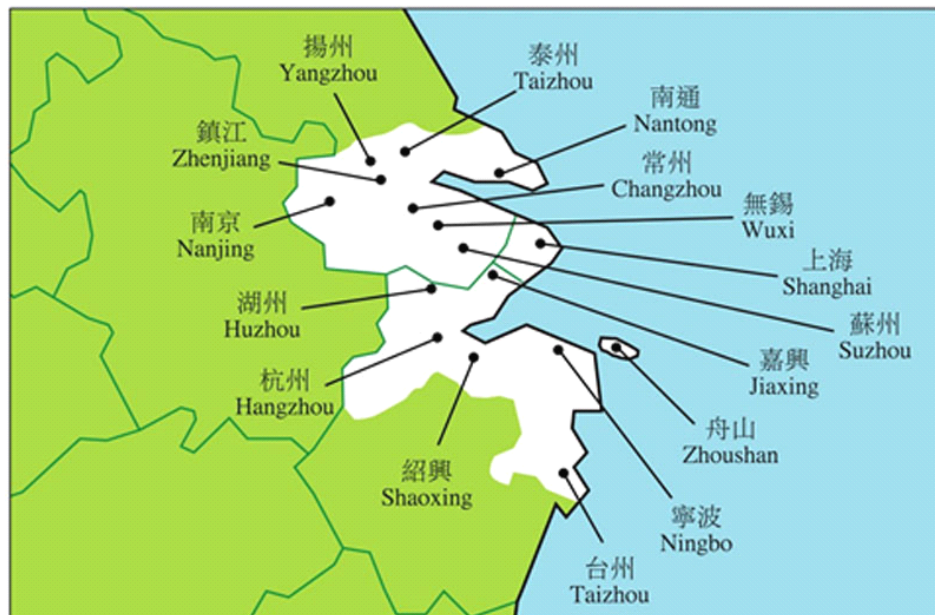 揚州
Yangzhou
泰州
Taizhou
南通
Nantong
鎮江
Zhenjiang
常州
Changzhou
無錫
Wuxi
南京
Nanjing
上海
Shanghai
湖州
Huzhou
蘇州
Suzhou
嘉興
Jiaxing
杭州
Hangzhou
舟山
Zhoushan
紹興
Shaoxing
寧波
Ningbo
台州
Taizhou